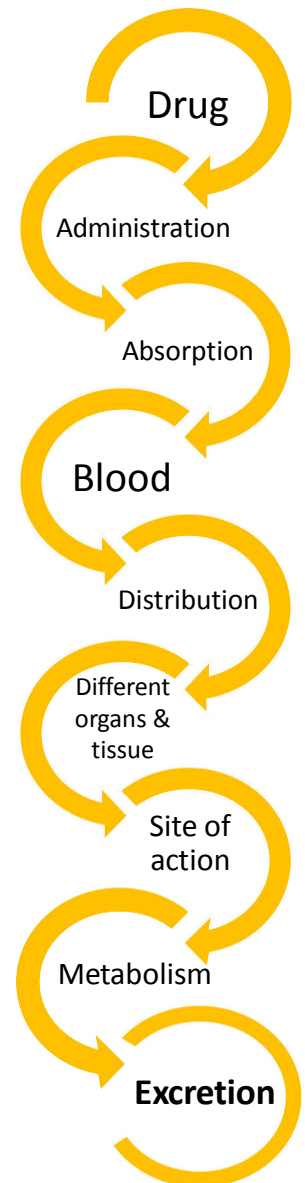 Drug
Administration
Absorption
Blood
Distribution
Different
organs &
tissue
Site of
action
Metabolism
Excretion